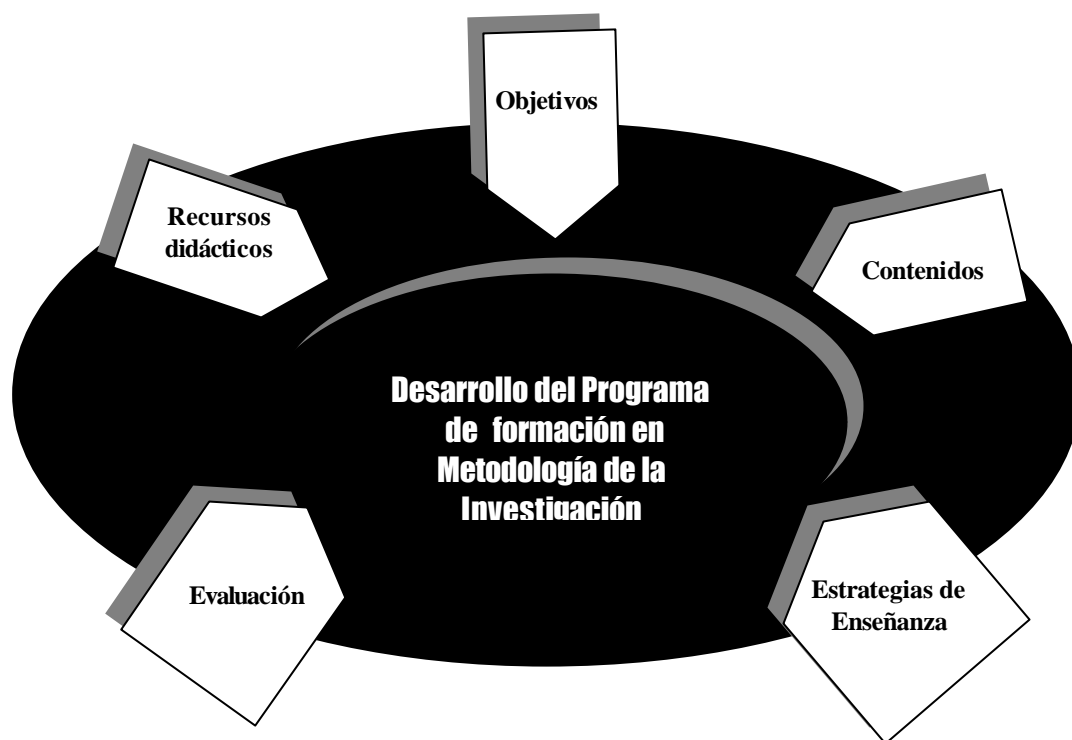 Objetivos
Recursos
didácticos
Contenidos
Desarrollo del Programa
de formación en
Metodología de la
Investigación
Evaluación
Estrategias de
Enseñanza